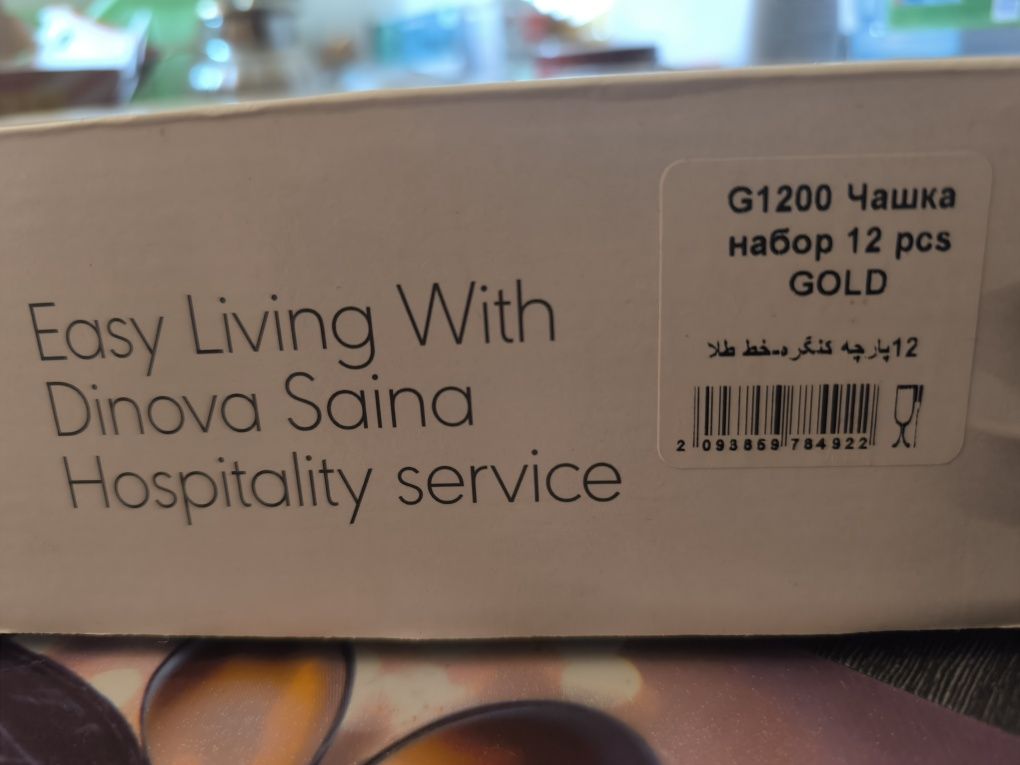 Easy Living With
Dinova Saina
Hospitality service
G1200 Чашка
набор 12 pcs
GOLD
12پارچه کنگره-خط طلا
2 093859 784922